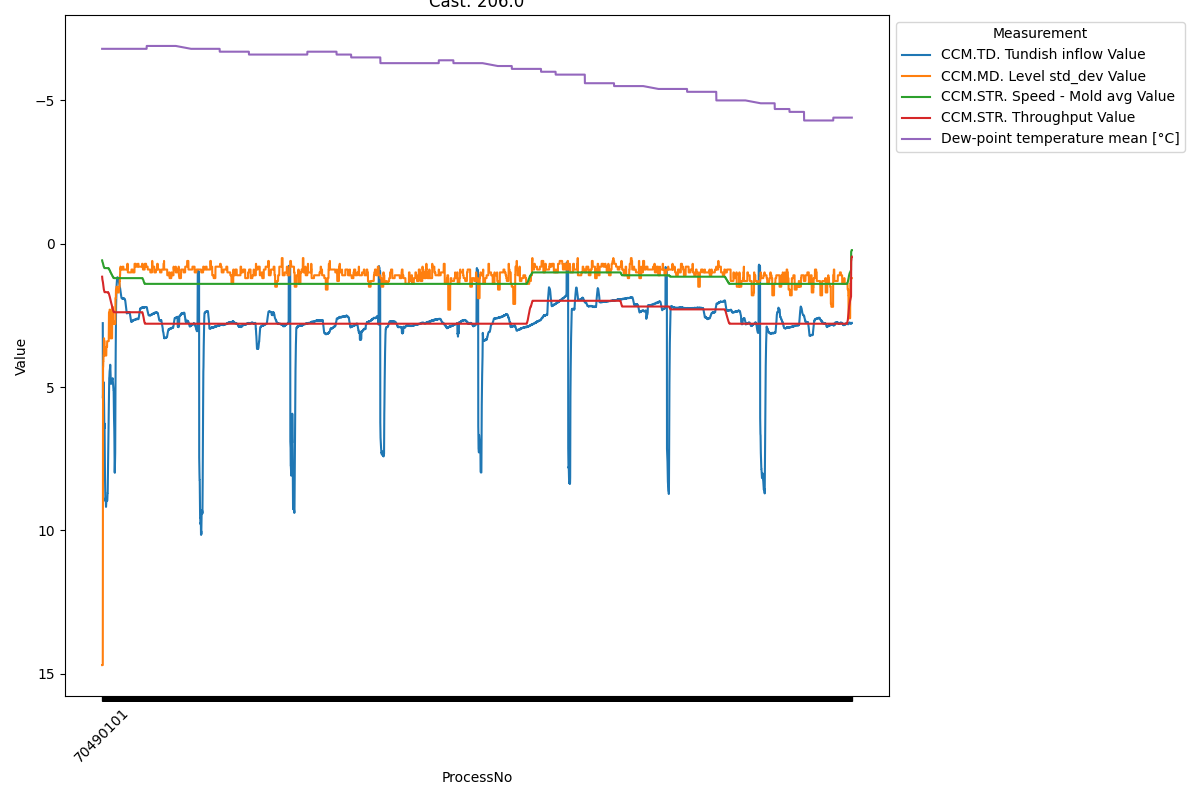 Cast: 206.0
Measurement
CCM.TD. Tundish inflow Value
CCM.MD. Level std_dev Value
CCM.STR. Speed - Mold avg Value
CCM.STR. Throughput Value
Dew-point temperature mean [°C]
−5
0
5
10
15
Value
70490101
ProcessNo